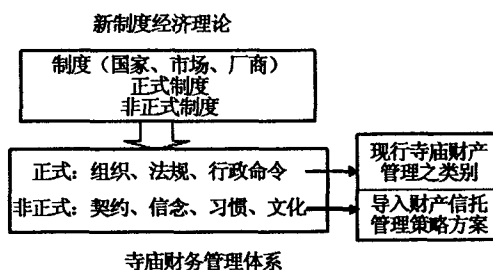 新制度经济理论
制度（国家、市场、厂商）
正式制度
非正式制度
正式：组织、法规、行政命令
非正式：契约、信念、习惯、文化
现行寺庙财产
管理之类别
导入财产信托
管理策略方案
寺庙财务管理体系